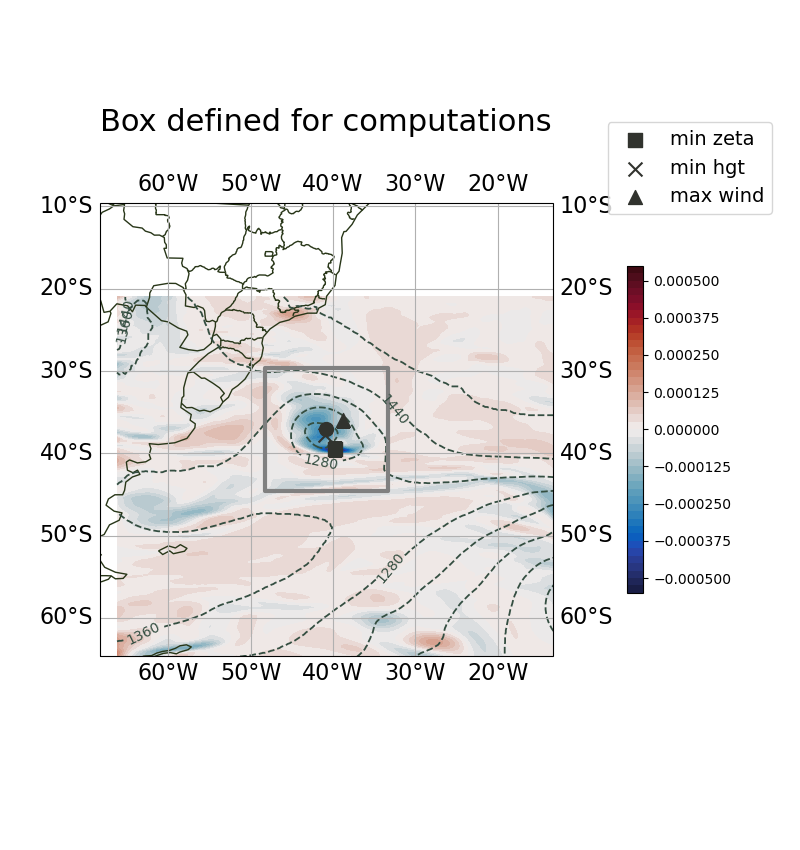 Box defined for computations
min zeta
min hgt
max wind
60°W 50°W 40°W 30°W 20°W
10°S 10°S
20°S 20°S
30°S 30°S
40°S 40°S
50°S 50°S
60°S 60°S
60°W 50°W 40°W 30°W 20°W
1360
1440
1280
1280
1360
0.000500
0.000375
0.000250
0.000125
0.000000
−0.000125
−0.000250
−0.000375
−0.000500